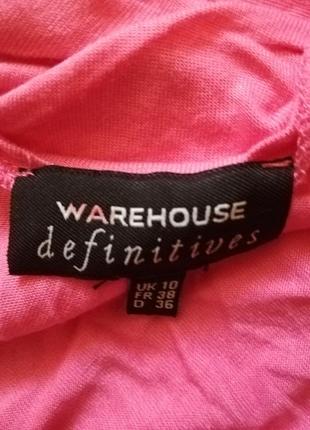 WAREHOUSE
definitives
UK 10
FR 38
D 36